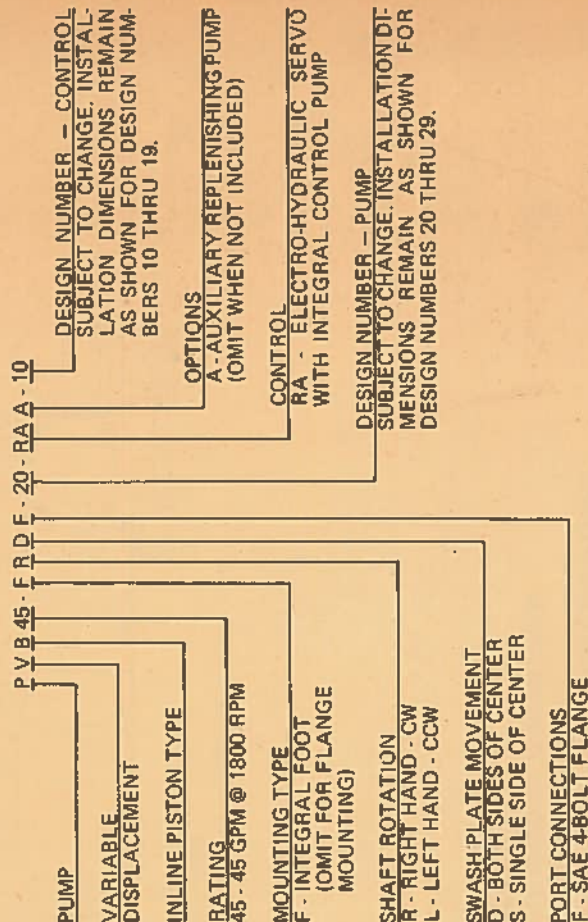 P V B 45 - F R D F - 20 - RA A - 10
PUMP
VARIABLE
DISPLACEMENT
INLINE PISTON TYPE
RATING
45 - 45 GPM @ 1800 RPM
MOUNTING TYPE
F - INTEGRAL FOOT
(OMIT FOR FLANGE
MOUNTING)
SHAFT ROTATION
R - RIGHT HAND - CW
L - LEFT HAND - CCW
SWASH PLATE MOVEMENT
D - BOTH SIDES OF CENTER
S - SINGLE SIDE OF CENTER
PORT CONNECTIONS
F - SAE 4-BOLT FLANGE
DESIGN NUMBER – CONTROL
SUBJECT TO CHANGE. INSTAL-
LATION DIMENSIONS REMAIN
AS SHOWN FOR DESIGN NUM-
BERS 10 THRU 19.
OPTIONS
A - AUXILIARY REPLENISHING PUMP
(OMIT WHEN NOT INCLUDED)
CONTROL
RA - ELECTRO-HYDRAULIC SERVO
WITH INTEGRAL CONTROL PUMP
DESIGN NUMBER – PUMP
SUBJECT TO CHANGE. INSTALLATION DI-
MENSIONS REMAIN AS SHOWN FOR
DESIGN NUMBERS 20 THRU 29.